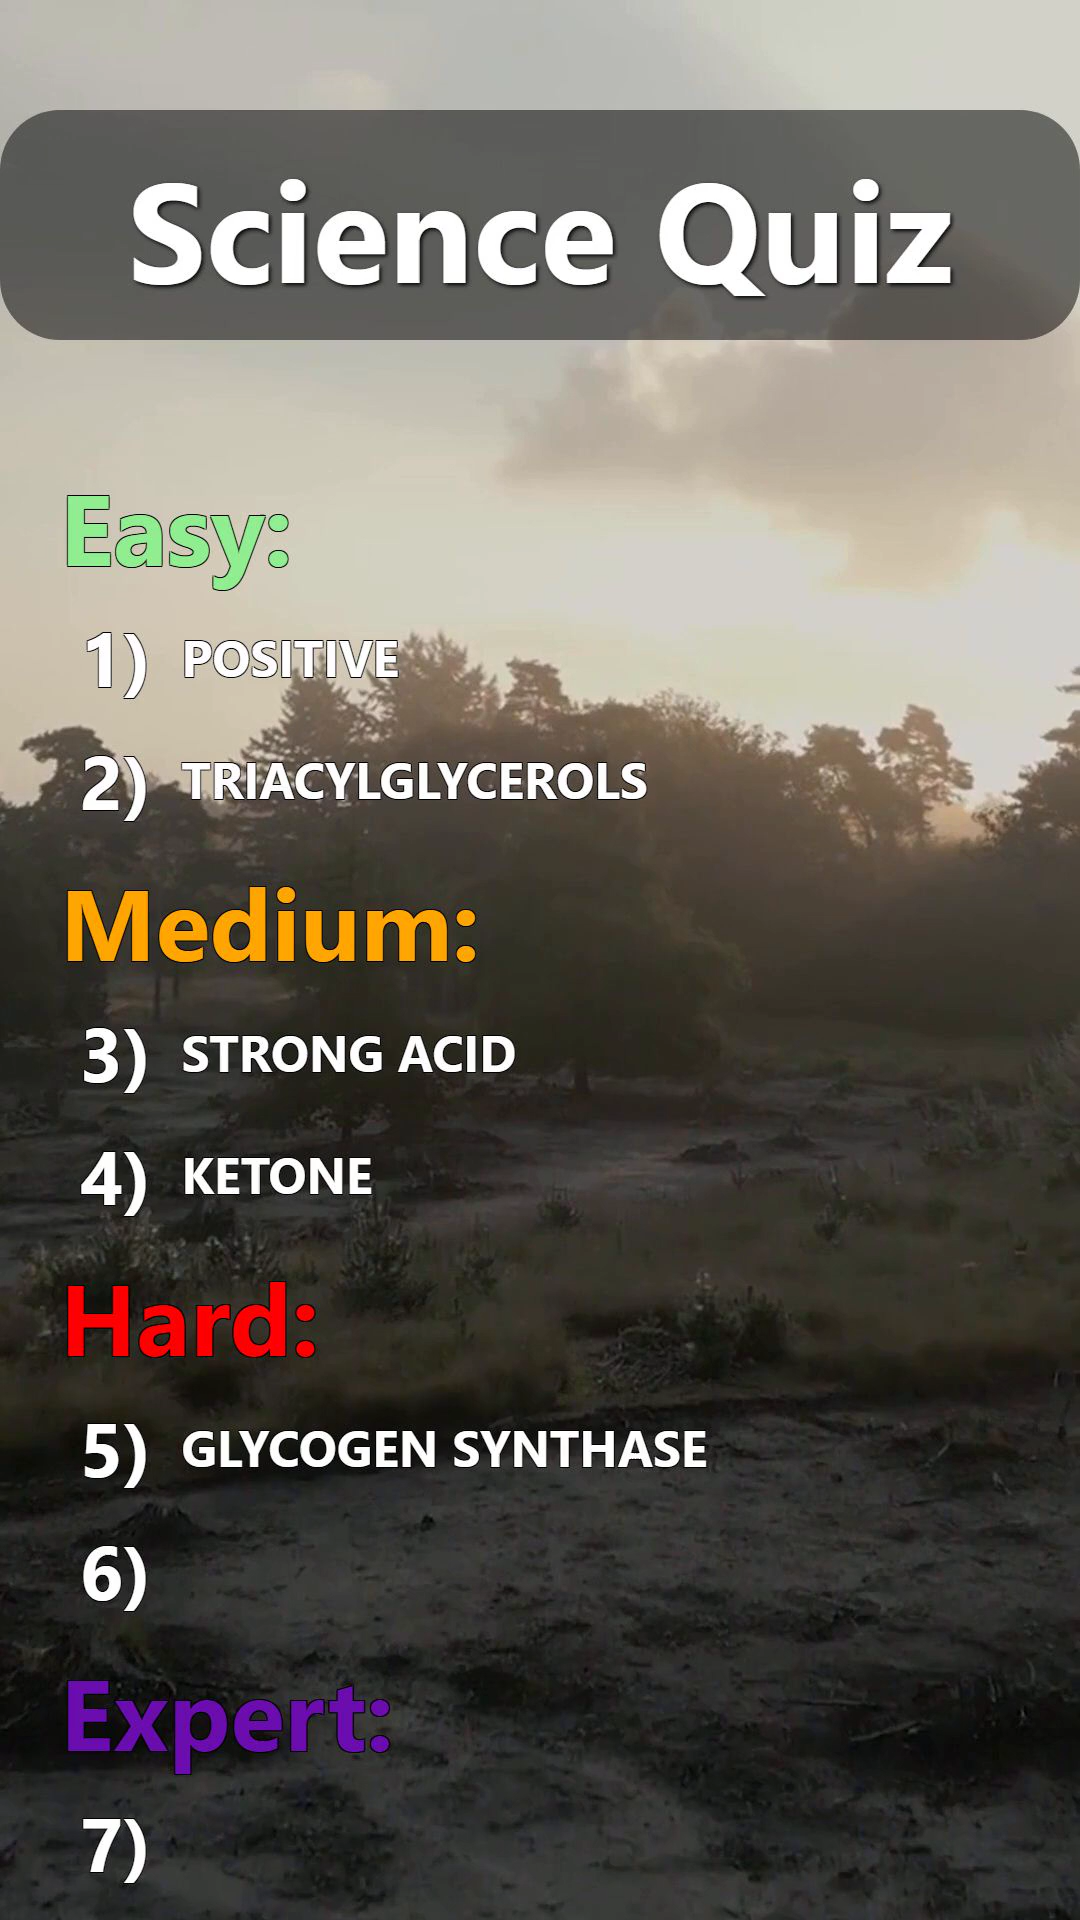 Science Quiz
Easy:
1) POSITIVE
2) TRIACYLGLYCEROLS
Medium:
3) STRONG ACID
4) KETONE
Hard:
5) GLYCOGEN SYNTHASE
6)
Expert:
7)